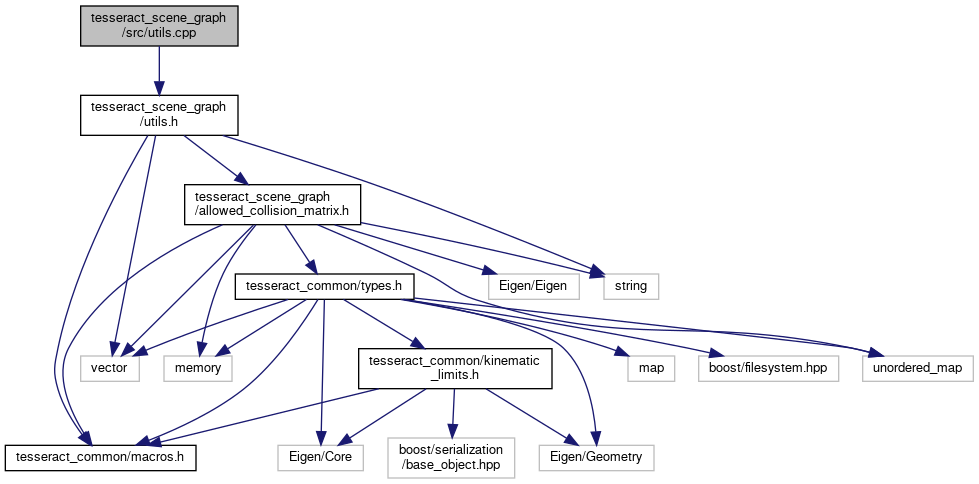 tesseract_scene_graph
/src/utils.cpp
tesseract_scene_graph
/utils.h
tesseract_scene_graph
/allowed_collision_matrix.h
tesseract_common/types.h
Eigen/Eigen
string
vector
memory
tesseract_common/kinematic
_limits.h
map
boost/filesystem.hpp
unordered_map
tesseract_common/macros.h
Eigen/Core
boost/serialization
/base_object.hpp
Eigen/Geometry